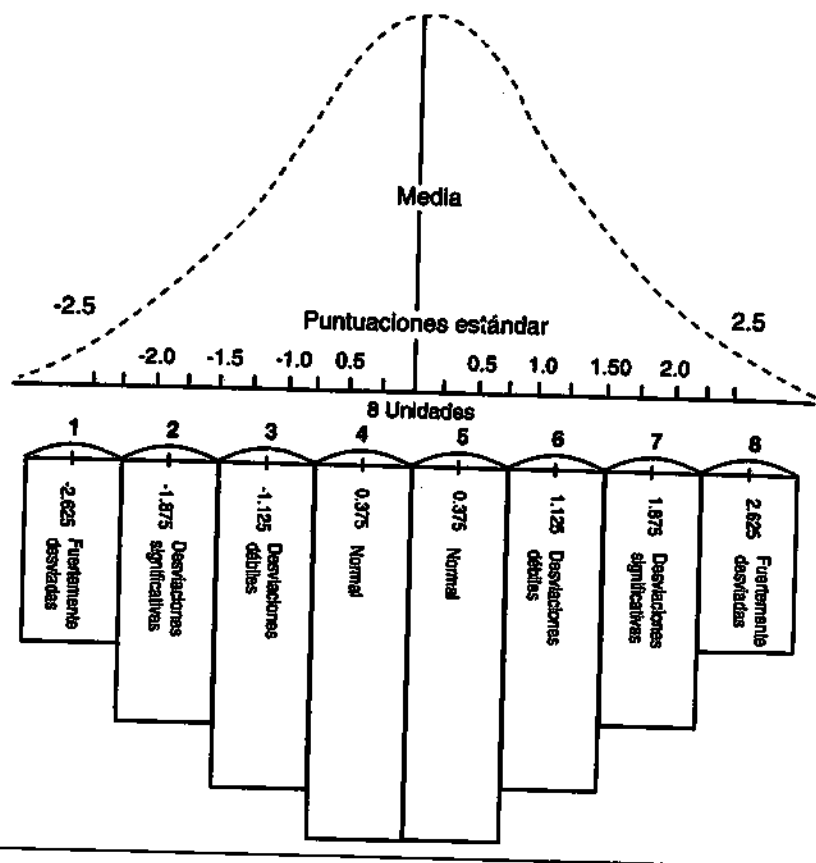 Media
-2.5
2.5
Puntuaciones estándar
-2.0 -1.5 -1.0 0.5 0.5 1.0 1.50 2.0
8 Unidades
1 2 3 4 5 6 7 8
-2.625 Fuertemente
desviadas
-1.875 Desviaciones
significativas
-1.125 Desviaciones
débiles
0.375 Normal
0.375 Normal
1.125 Desviaciones
débiles
1.875 Desviaciones
significativas
2.625 Fuertemente
desviadas